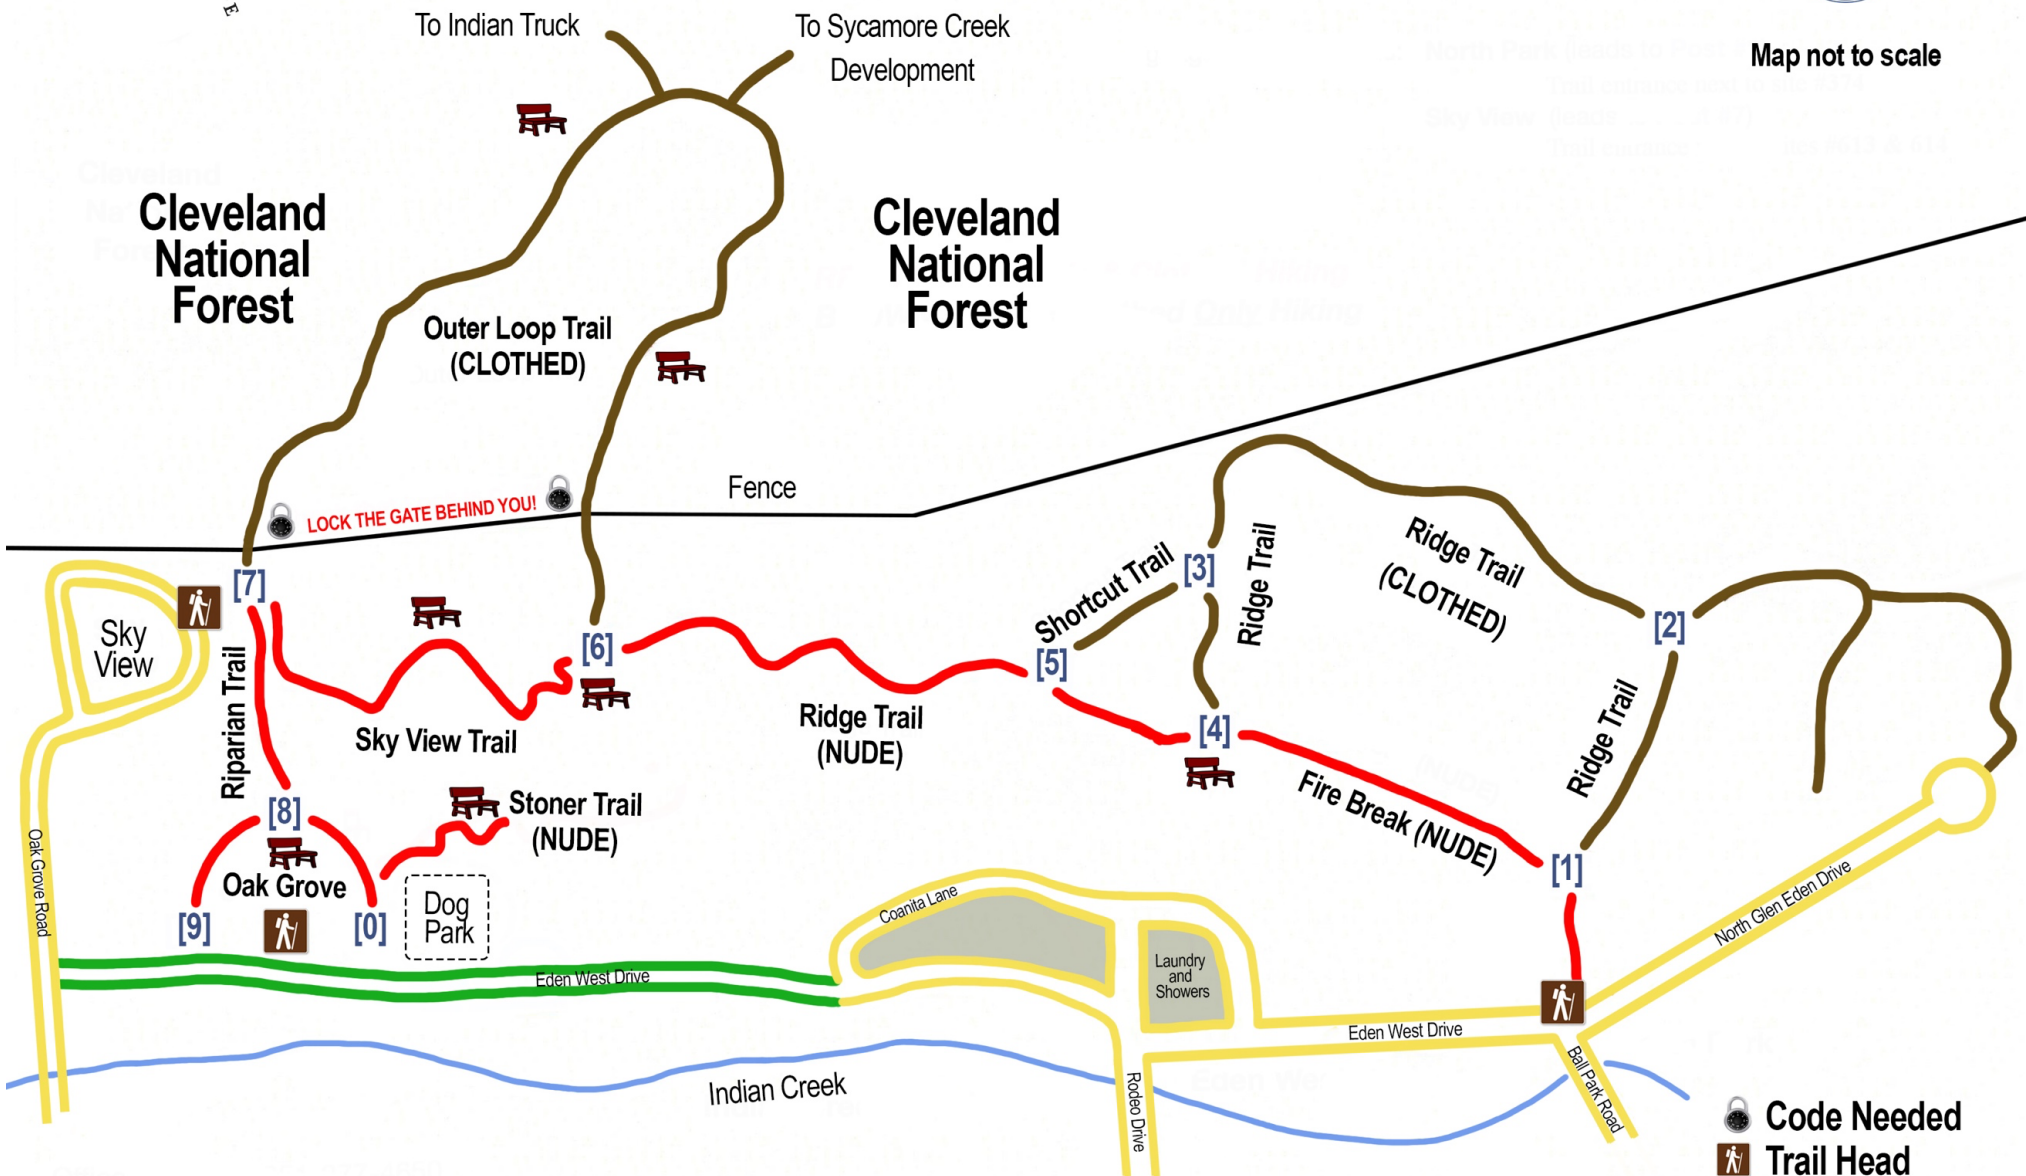 E
To Indian Truck
To Sycamore Creek
Development
Map not to scale
Cleveland
National
Forest
Cleveland
National
Forest
Outer Loop Trail
(CLOTHED)
LOCK THE GATE BEHIND YOU!
Fence
[7]
Sky
View
Riparian Trail
Sky View Trail
[6]
Ridge Trail
(NUDE)
Shortcut Trail
[5]
[3]
Ridge Trail
[4]
Ridge Trail
(CLOTHED)
[2]
Ridge Trail
Fire Break (NUDE)
[1]
[8]
Oak Grove
[9]
[0]
Stoner Trail
(NUDE)
Dog
Park
Oak Grove Road
Eden West Drive
Coanita Lane
Laundry
and
Showers
Eden West Drive
North Glen Eden Drive
Ball Park Road
Rodeo Drive
Indian Creek
Code Needed
Trail Head